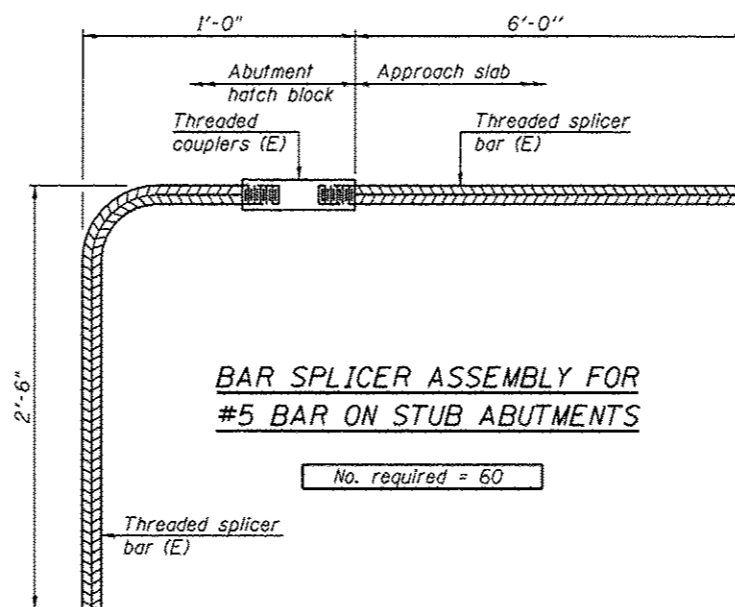 1'-0"
6'-0"
Abutment
hatch block
Approach slab
Threaded
couplers (E)
Threaded splicer
bar (E)
2'-6"
BAR SPLICER ASSEMBLY FOR
#5 BAR ON STUB ABUTMENTS
No. required = 60
Threaded splicer
bar (E)